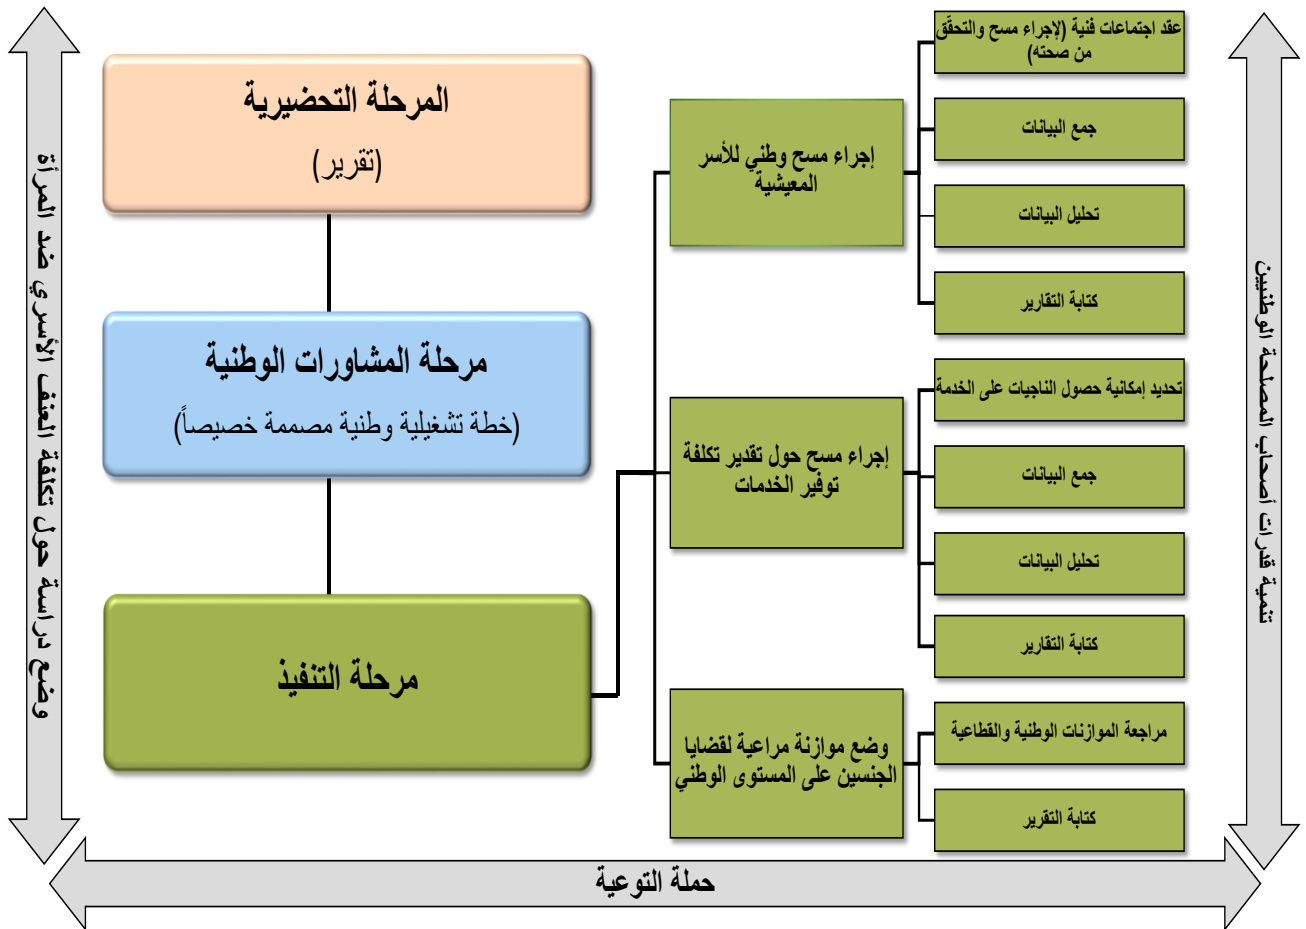 وضع دراسة حول تكلفة العنف الأسري ضد المرأة
المرحلة التحضيرية
(تقرير)
مرحلة المشاورات الوطنية
(خطة تشغيلية وطنية مصممة خصيصاً)
مرحلة التنفيذ
إجراء مسح وطني للأسر
المعيشية
عقد اجتماعات فنية (لإجراء مسح والتحقّق
من صحته)
جمع البيانات
تحليل البيانات
كتابة التقارير
إجراء مسح حول تقدير تكلفة
توفير الخدمات
تحديد إمكانية حصول الناجيات على الخدمة
جمع البيانات
تحليل البيانات
كتابة التقارير
وضع موازنة مراعية لقضايا
الجنسين على المستوى الوطني
مراجعة الموازنات الوطنية والقطاعية
كتابة التقرير
تنمية قدرات أصحاب المصلحة الوطنيين
حملة التوعية